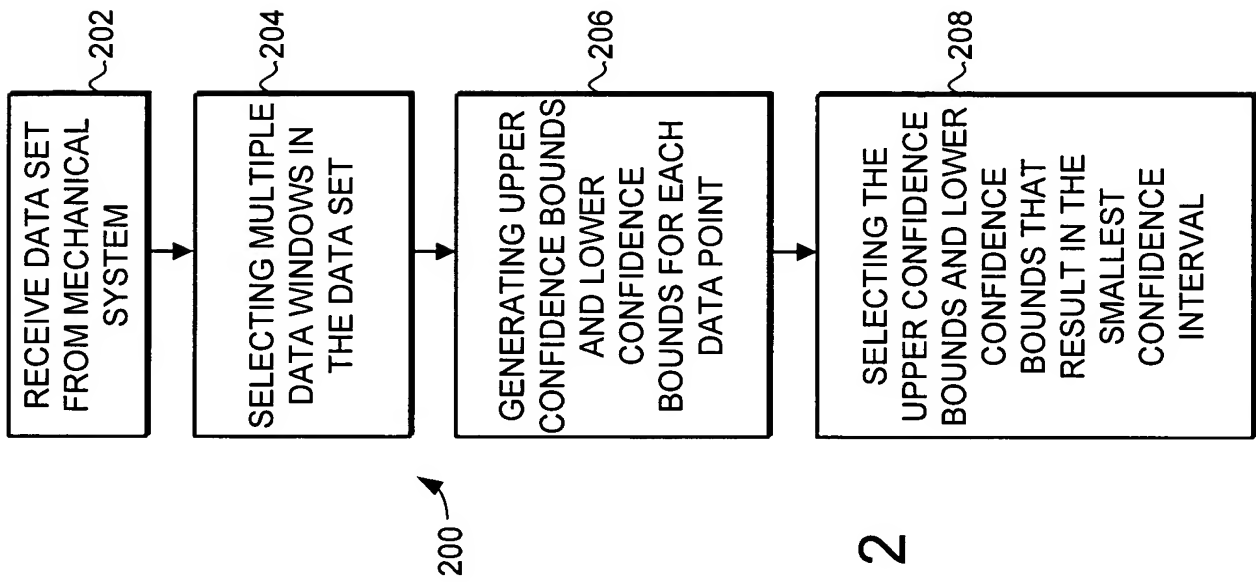 202
RECEIVE DATA SET
FROM MECHANICAL
SYSTEM
204
SELECTING MULTIPLE
DATA WINDOWS IN
THE DATA SET
206
GENERATING UPPER
CONFIDENCE BOUNDS
AND LOWER
CONFIDENCE
BOUNDS FOR EACH
DATA POINT
208
SELECTING THE
UPPER CONFIDENCE
BOUNDS AND LOWER
CONFIDENCE
BOUNDS THAT
RESULT IN THE
SMALLEST
CONFIDENCE
INTERVAL
200
2